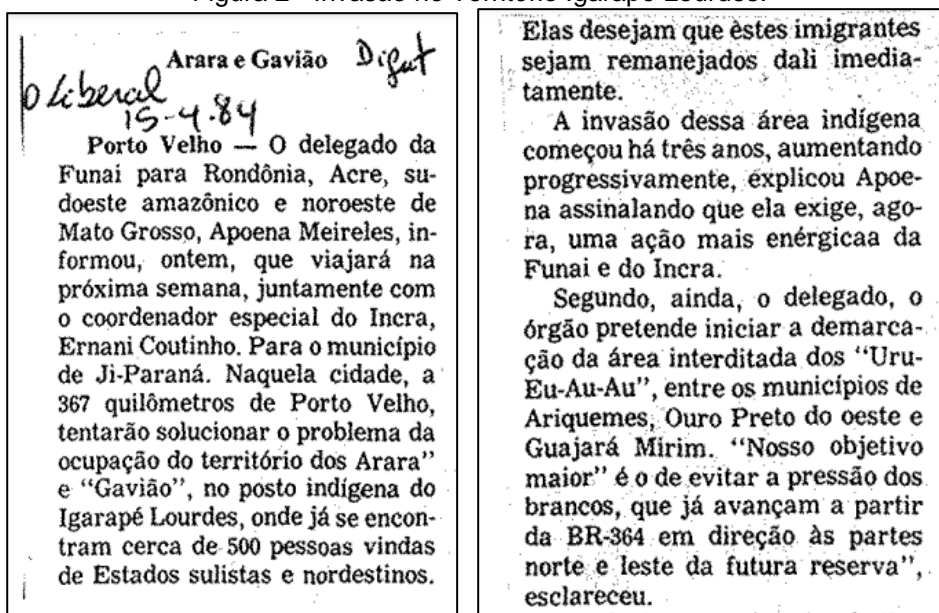 Figura 2 - Invasão no Território Igarapé Lourdes.
Arara e Gavião
Digut
O Liberal
15-4-84
Porto Velho — O delegado da
Funai para Rondônia, Acre, su-
doeste amazônico e noroeste de
Mato Grosso, Apoena Meireles, in-
formou, ontem, que viajará na
próxima semana, juntamente com
o coordenador especial do Incra,
Ernani Coutinho. Para o município
de Ji-Paraná. Naquela cidade, a
367 quilômetros de Porto Velho,
tentarão solucionar o problema da
ocupação do território dos Arara"
e "Gavião", no posto indígena do
Igarapé Lourdes, onde já se encon-
tram cerca de 500 pessoas vindas
de Estados sulistas e nordestinos.
Elas desejam que èstes imigrantes
sejam remanejados dali imedia-
tamente.
A invasão dessa área indígena
começou há três anos, aumentando
progressivamente, explicou Apoe-
na assinalando que ela exige, ago-
ra, uma ação mais enérgicaa da
Funai e do Incra.
Segundo, ainda, o delegado, o
órgão pretende iniciar a demarca-
ção da área interditada dos "Uru-
Eu-Au-Au", entre os municípios de
Ariquemes, Ouro Preto do oeste e
Guajará Mirim. "Nosso objetivo
maior" é o de evitar a pressão dos
brancos, que já avançam a partir
da BR-364 em direção às partes
norte e leste da futura reserva",
esclareceu.